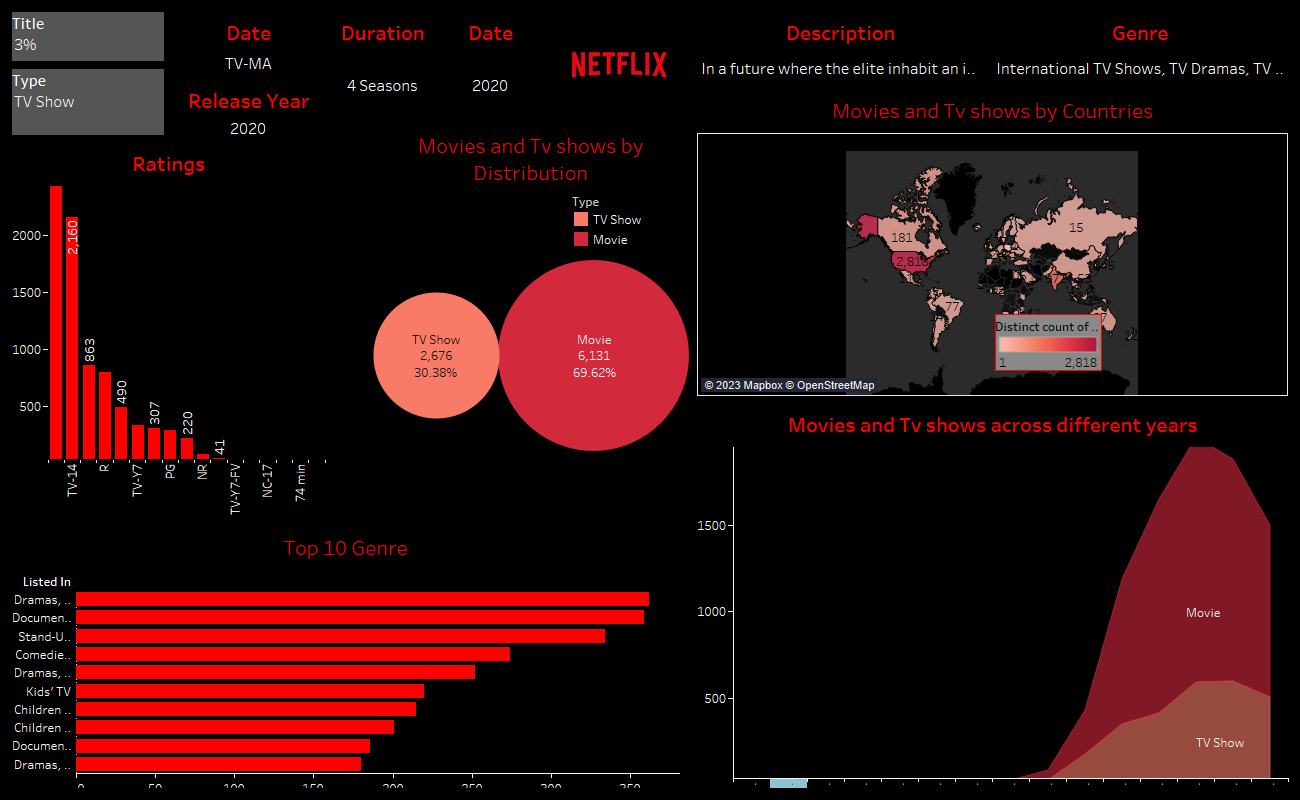 Title
3%
Type
TV Show
Date
TV-MA
Release Year
2020
Duration
4 Seasons
Date
2020
NETFLIX
Description
In a future where the elite inhabit an i..
Genre
International TV Shows, TV Dramas, TV ..
Ratings
2000
1500
1000
500
2,160
863
490
307
220
41
TV-14
R
TV-Y7
PG
NR
TV-Y7-FV
NC-17
74 min
Movies and Tv shows by
Distribution
Type
TV Show
Movie
TV Show
2,676
30.38%
Movie
6,131
69.62%
Movies and Tv shows by Countries
181
2,818
15
77
Distinct count of ..
1
2,818
© 2023 Mapbox © OpenStreetMap
Top 10 Genre
Listed In
Dramas, ..
Documen..
Stand-U..
Comedie..
Dramas, ..
Kids' TV
Children ..
Children ..
Documen..
Dramas, ..
0
50
100
150
200
250
300
350
Movies and Tv shows across different years
1500
1000
500
Movie
TV Show